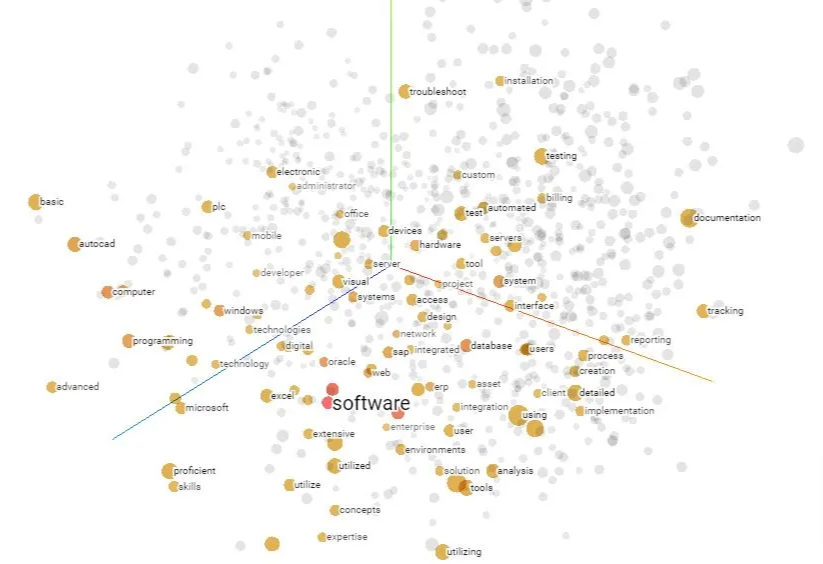 installation
troubleshoot
testing
electronic
custom
administrator
billing
basic
plc
automated
office
test
documentation
devices
mobile
servers
autocad
hardware
server
tool
developer
visual
system
project
computer
systems
access
interface
windows
tracking
design
technologies
network
programming
reporting
digital
database
sap
integrated
users
process
oracle
technology
web
creation
advanced
erp
asset
excel
client
detailed
software
microsoft
integration
implementation
using
enterprise
extensive
user
environments
utilized
proficient
solution
analysis
skills
utilize
tools
concepts
expertise
utilizing